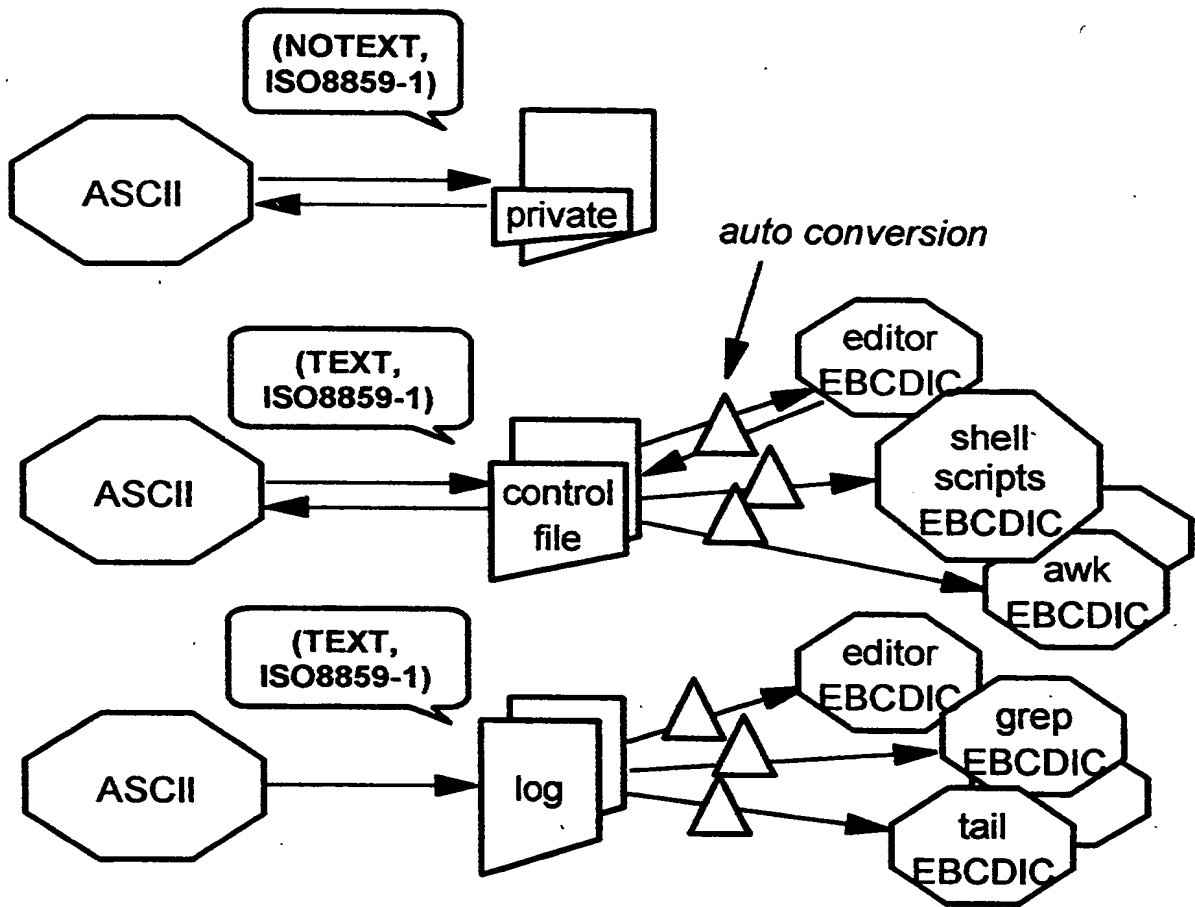 (NOTEXT,
ISO8859-1)
ASCII
private
auto conversion
(TEXT,
ISO8859-1)
ASCII
control
file
editor
EBCDIC
shell
scripts
EBCDIC
awk
EBCDIC
(TEXT,
ISO8859-1)
ASCII
log
editor
EBCDIC
grep
EBCDIC
tail
EBCDIC